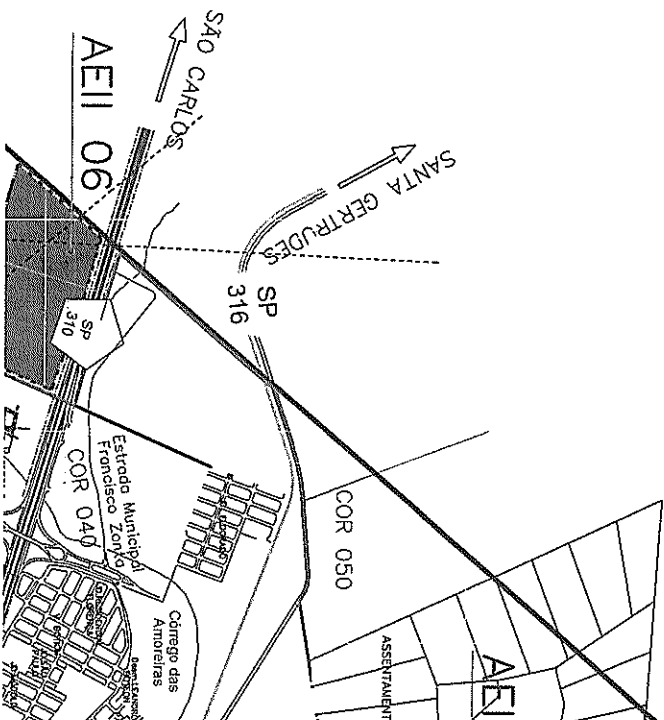 SÃO CARLOS
SANTA GERTRUDES
AEII 06
SP
316
SP
310
COR 050
Estrada Municipal
Francisco Zonta
COR 040
Córrego das
Amoreiras
ASSENTAMENT
AEI